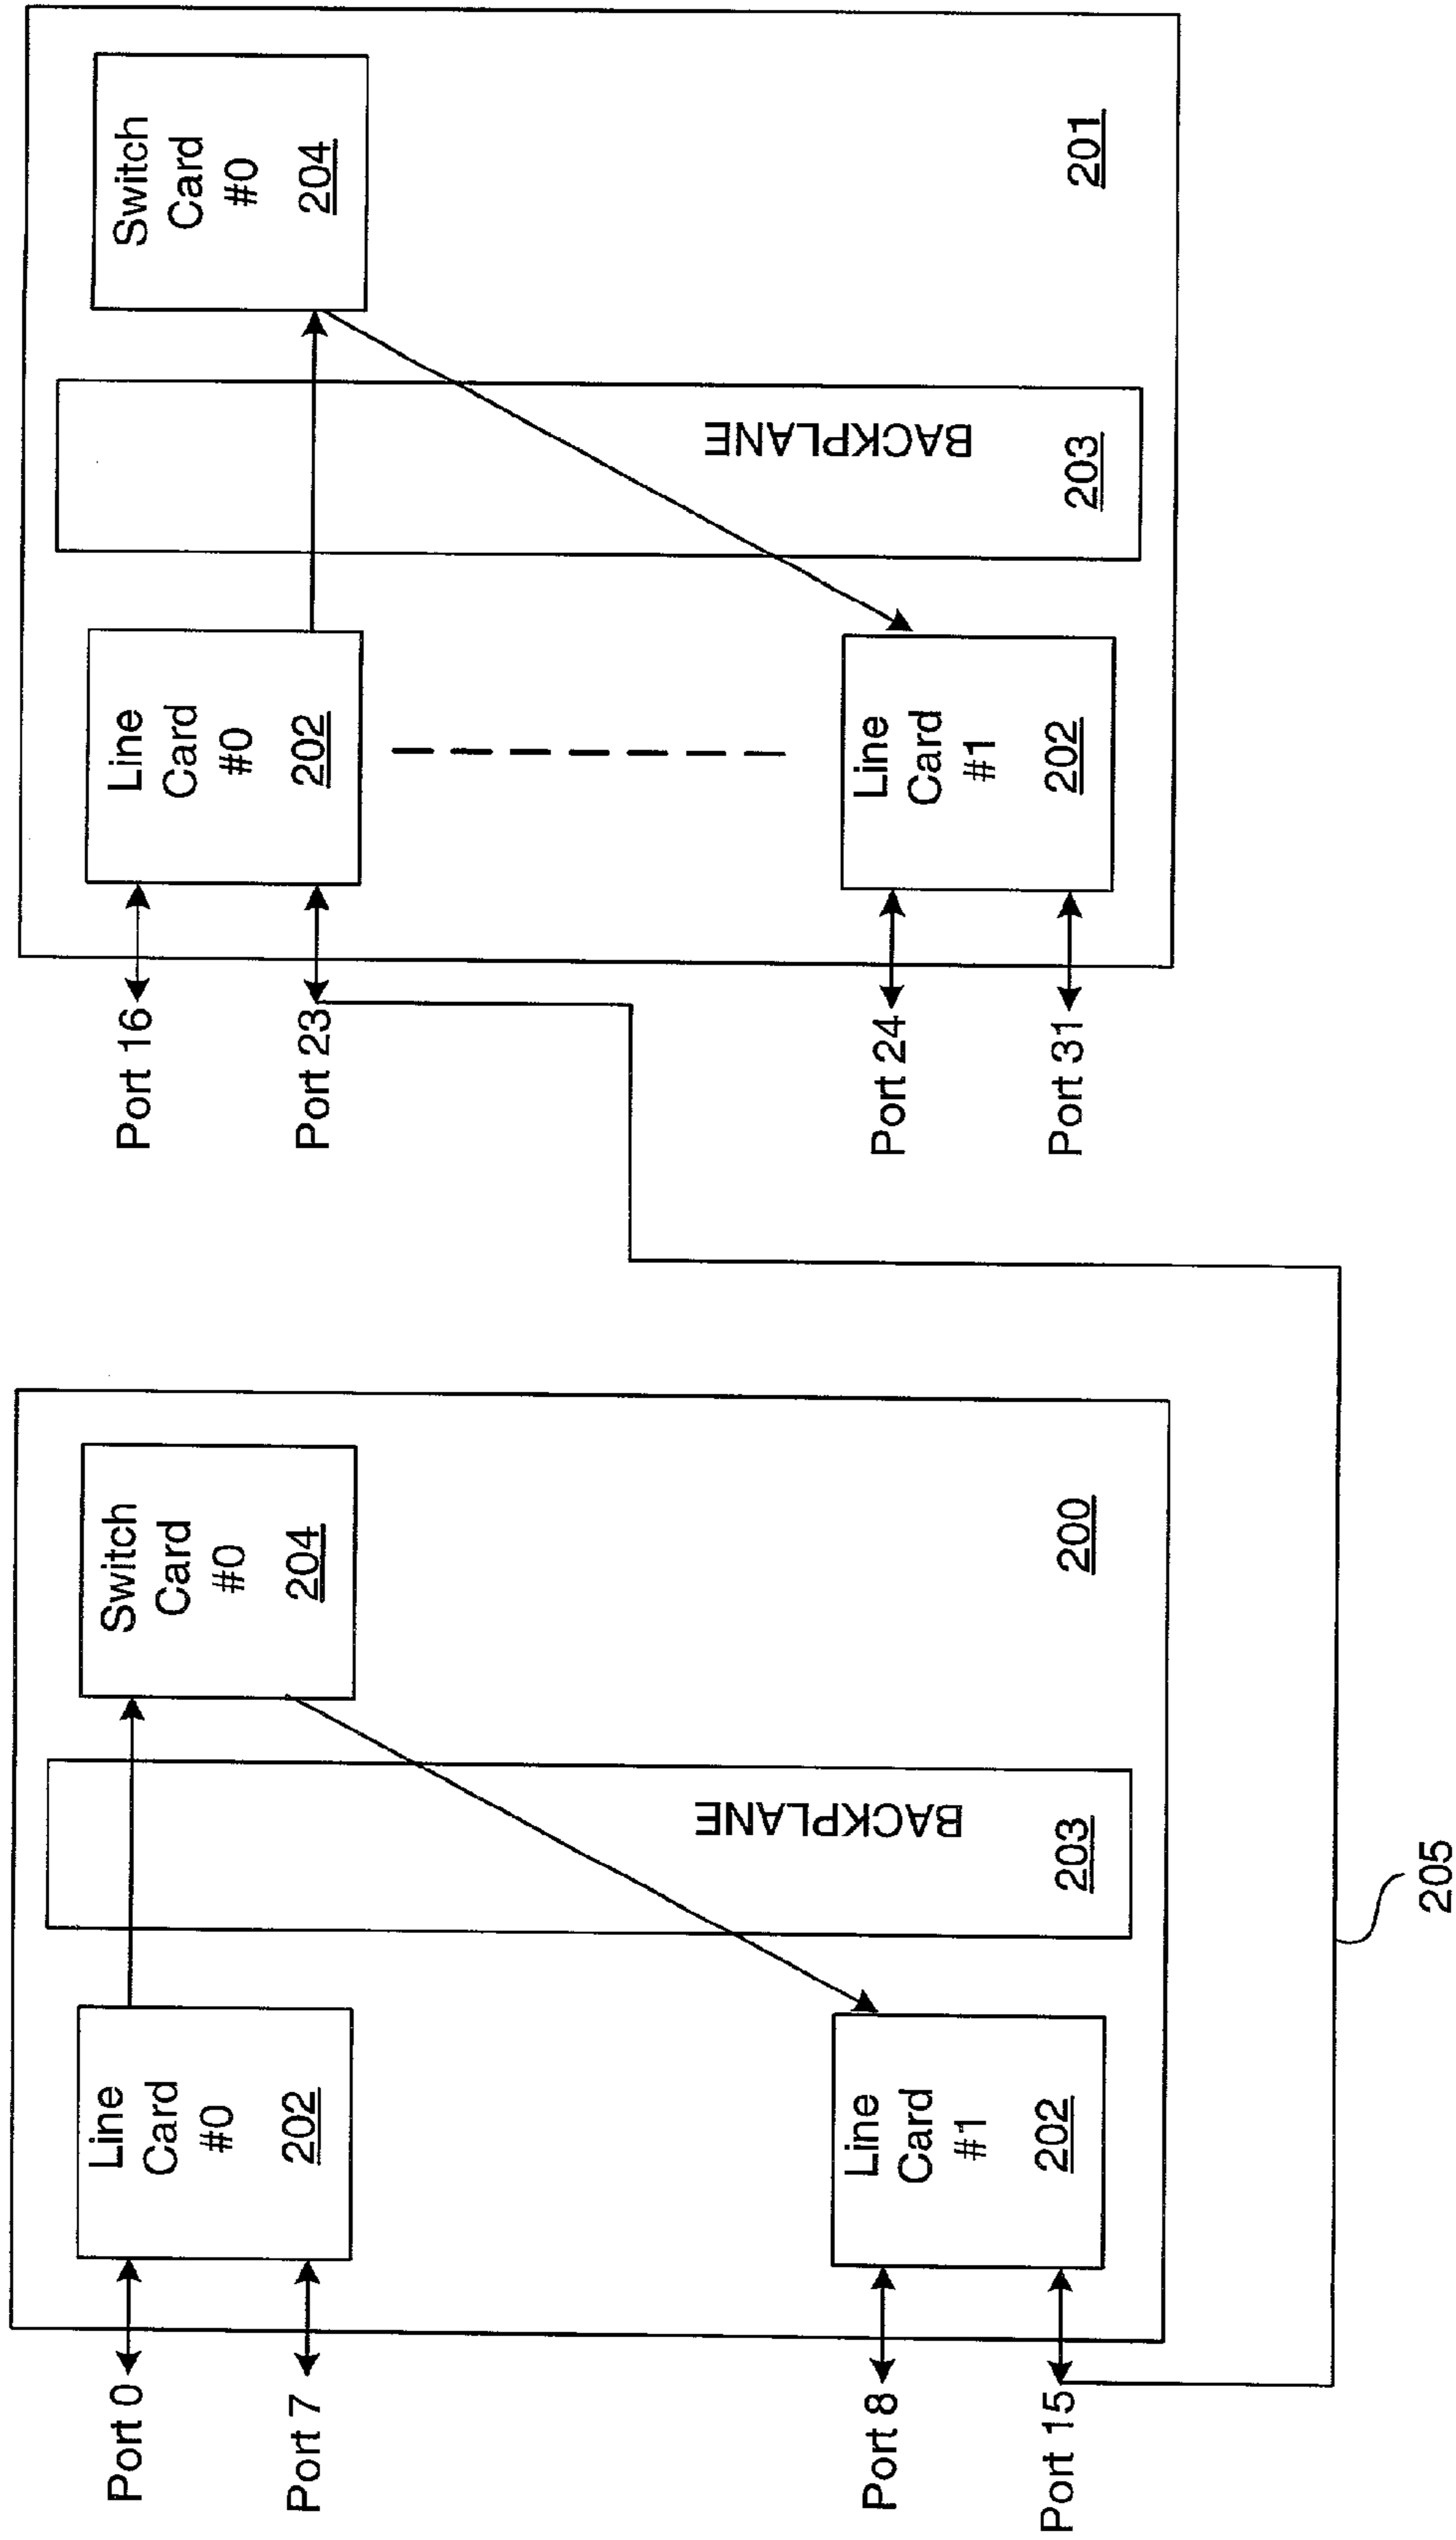 Port 0
Port 7
Line
Card
#0
202
Port 8
Port 15
Line
Card
#1
202
BACKPLANE
203
Switch
Card
#0
204
200
205
Port 16
Port 23
Line
Card
#0
202
Port 24
Port 31
Line
Card
#1
202
BACKPLANE
203
Switch
Card
#0
204
201